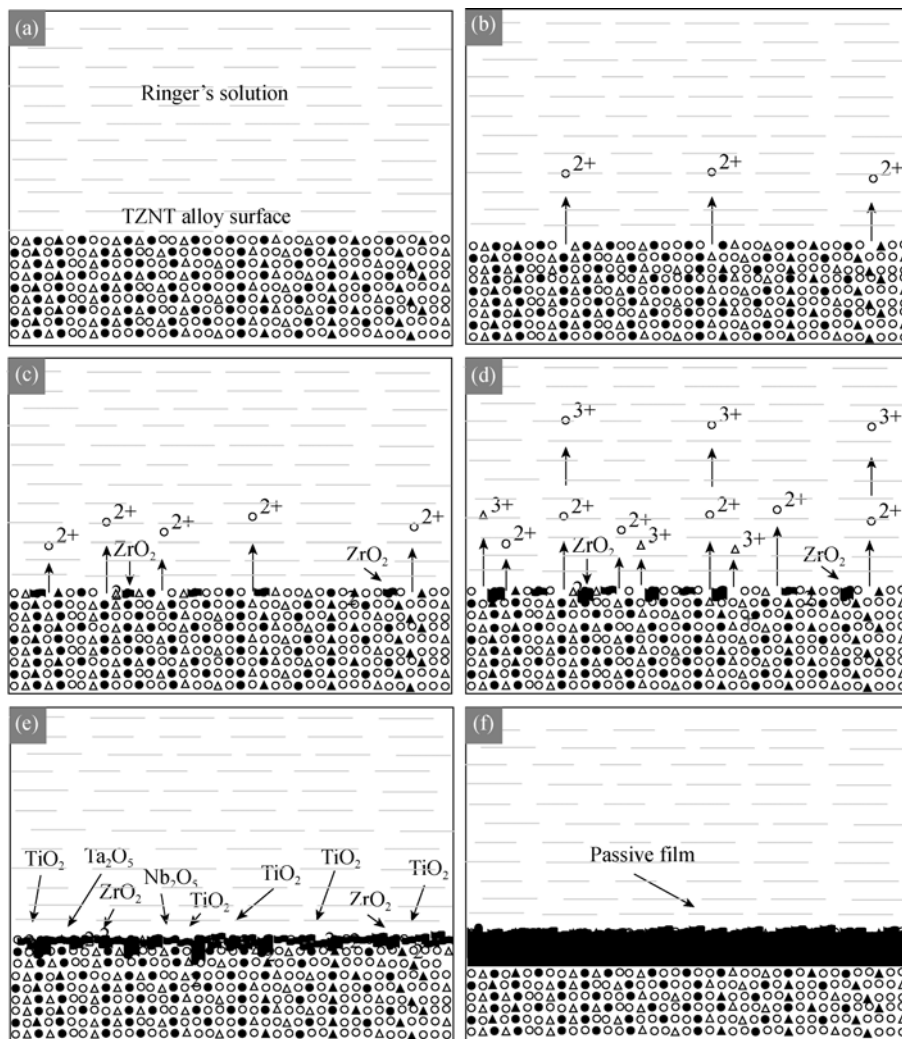 (a)
Ringer's solution
TZNT alloy surface
(b)
2+ 2+ 2+
(c)
2+ 2+ 2+ 2+ 2+
ZrO₂ ZrO₂
(d)
3+ 3+ 3+
3+ 2+ 2+ 2+ 3+ 2+ 3+ 2+ 2+
ZrO₂ ZrO₂
(e)
TiO₂ Ta₂O₅ ZrO₂ Nb₂O₅ TiO₂ TiO₂ TiO₂ ZrO₂ TiO₂
(f)
Passive film